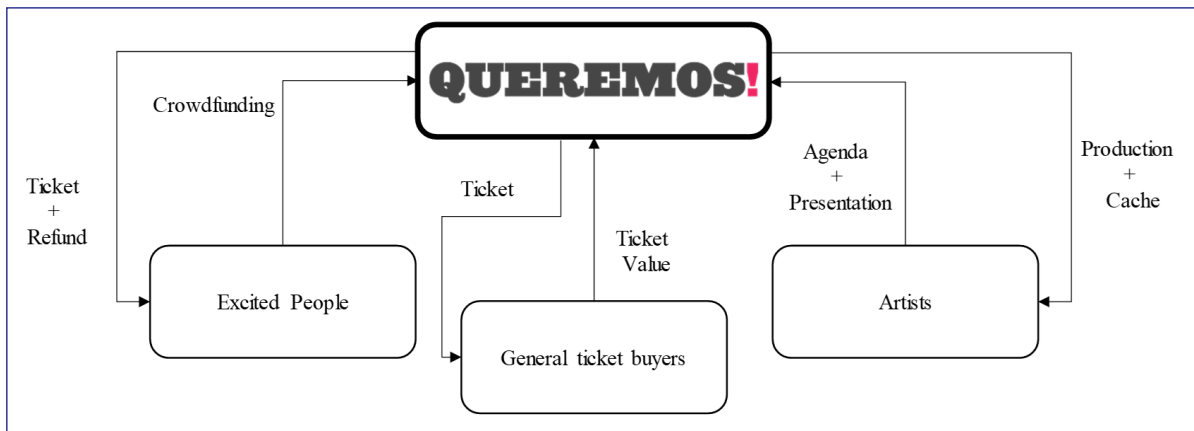 QUEREMOS!
Crowdfunding
Ticket
+
Refund
Ticket
Ticket
Value
Agenda
+
Presentation
Production
+
Cache
Excited People
General ticket buyers
Artists